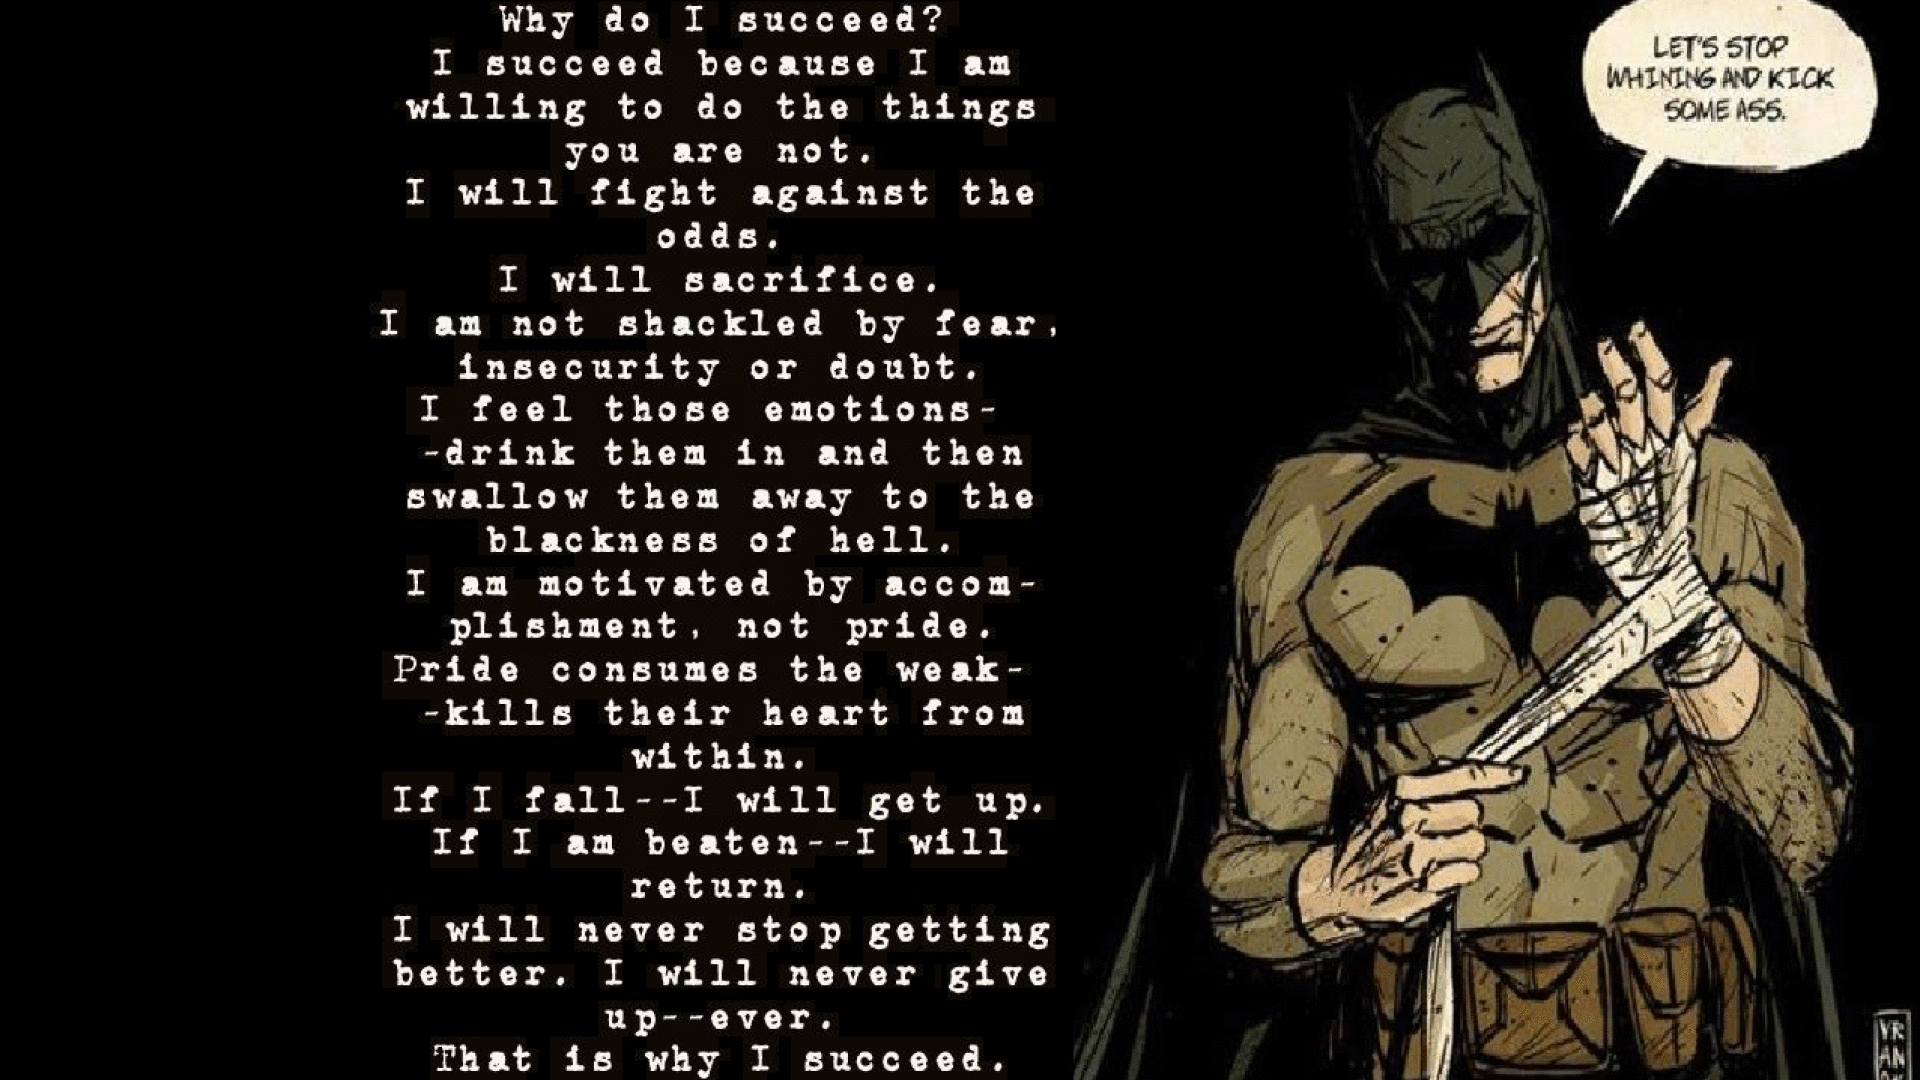 Why do I succeed?
I succeed because I am
willing to do the things
you are not.
I will fight against the
odds.
I will sacrifice.
I am not shackled by fear,
insecurity or doubt.
I feel those emotions-
-drink them in and then
swallow them away to the
blackness of hell.
I am motivated by accom-
plishment, not pride.
Pride consumes the weak-
-kills their heart from
within.
If I fall--I will get up.
If I am beaten--I will
return.
I will never stop getting
better. I will never give
up--ever.
That is why I succeed.
LET'S STOP
WHINING AND KICK
SOME ASS.